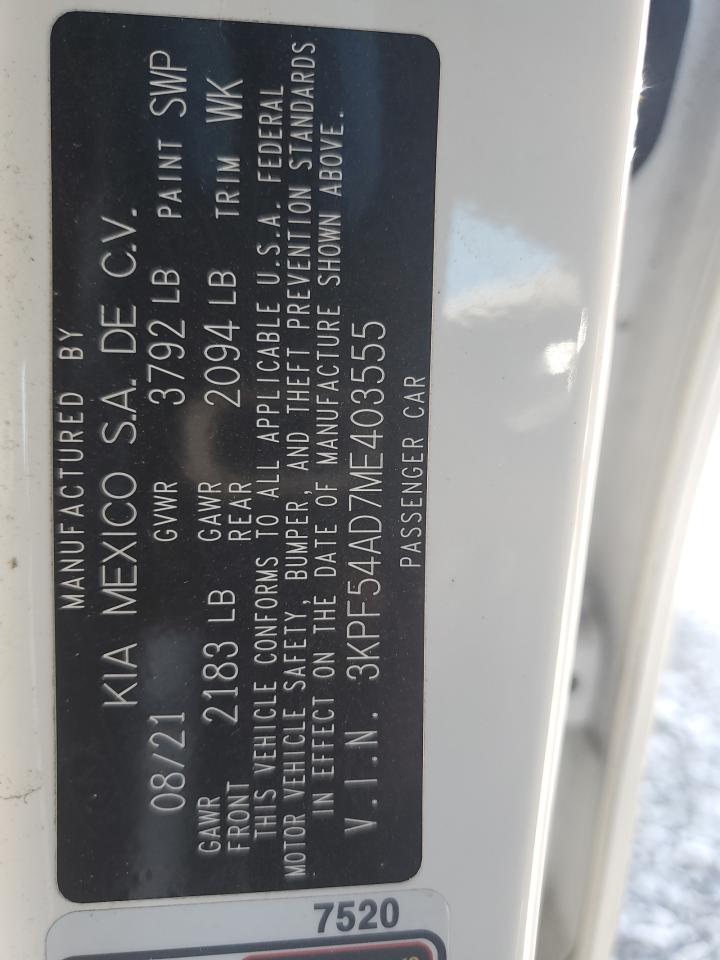 MANUFACTURED BY
KIA MEXICO S.A. DE C.V.
08/21 GVWR 3792 LB PAINT SWP
GAWR FRONT 2183 LB GAWR REAR 2094 LB TRIM WK
THIS VEHICLE CONFORMS TO ALL APPLICABLE U.S.A. FEDERAL
MOTOR VEHICLE SAFETY, BUMPER, AND THEFT PREVENTION STANDARDS
IN EFFECT ON THE DATE OF MANUFACTURE SHOWN ABOVE.
V.I.N. 3KPF54AD7ME403555
PASSENGER CAR
7520